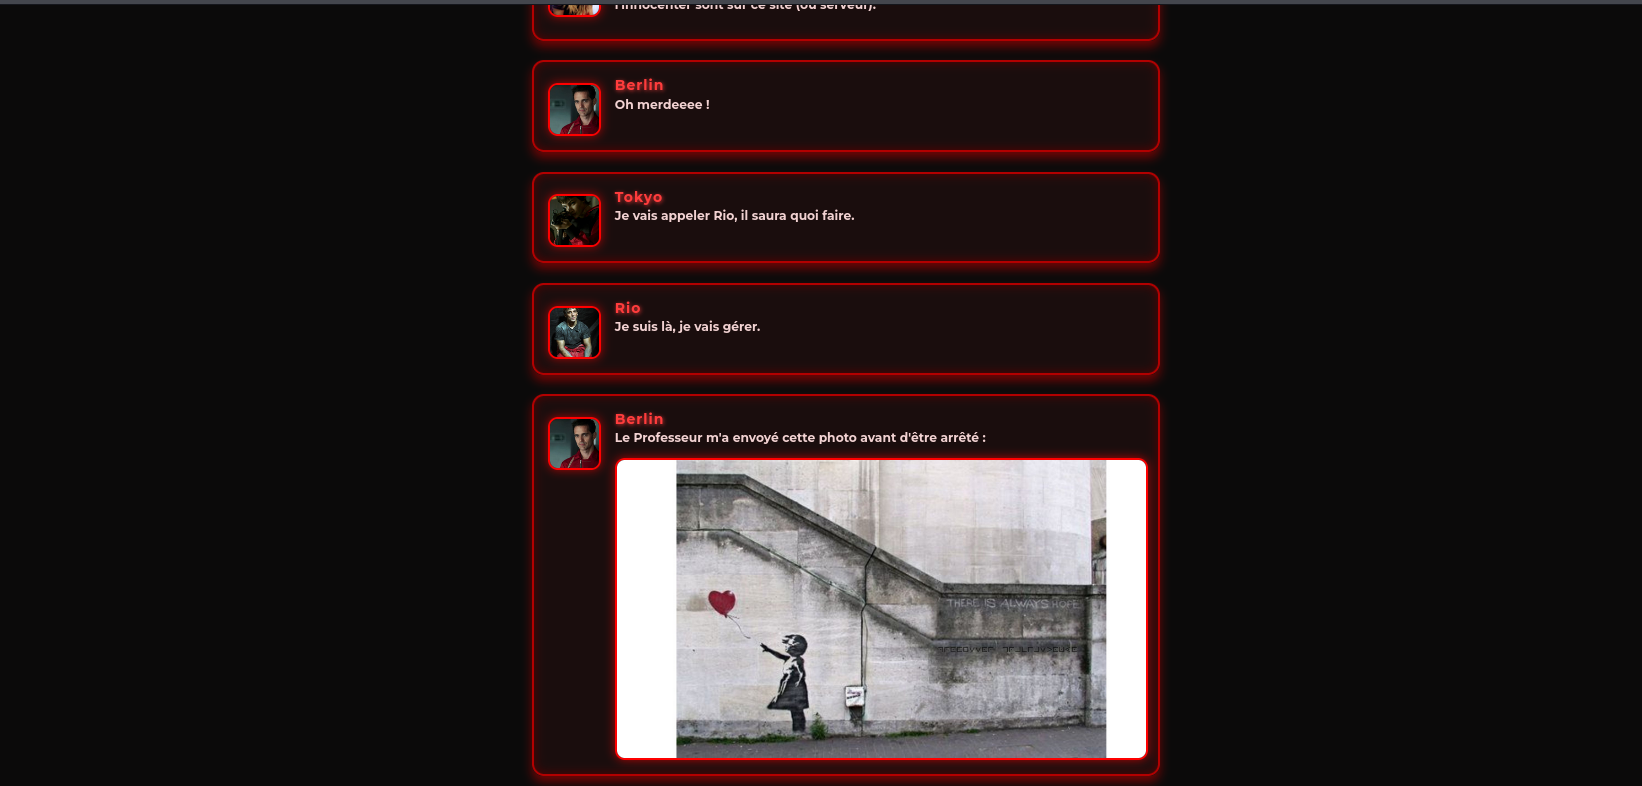 l'innocenter sont sur ce site (ou serveur).
Berlin
Oh merdeeee !
Tokyo
Je vais appeler Rio, il saura quoi faire.
Rio
Je suis là, je vais gérer.
Berlin
Le Professeur m'a envoyé cette photo avant d'être arrêté :
THERE IS ALWAYS HOPE